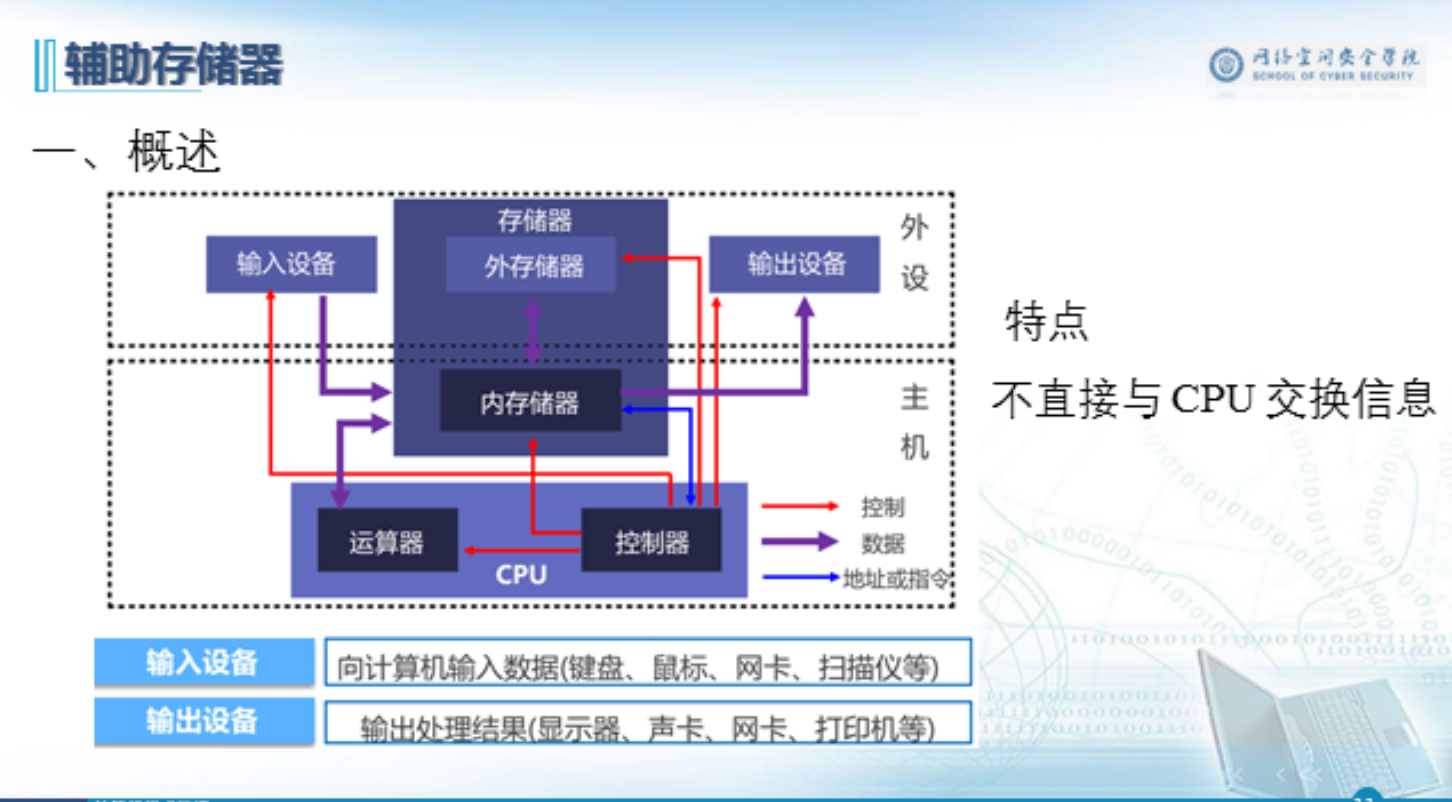 辅助存储器
网络空间安全学院
SCHOOL OF CYBER SECURITY
一、概述
存储器
外设
输入设备
外存储器
输出设备
特点
不直接与 CPU 交换信息
内存储器
主机
控制
运算器
控制器
数据
CPU
地址或指令
输入设备
向计算机输入数据(键盘、鼠标、网卡、扫描仪等)
输出设备
输出处理结果(显示器、声卡、网卡、打印机等)